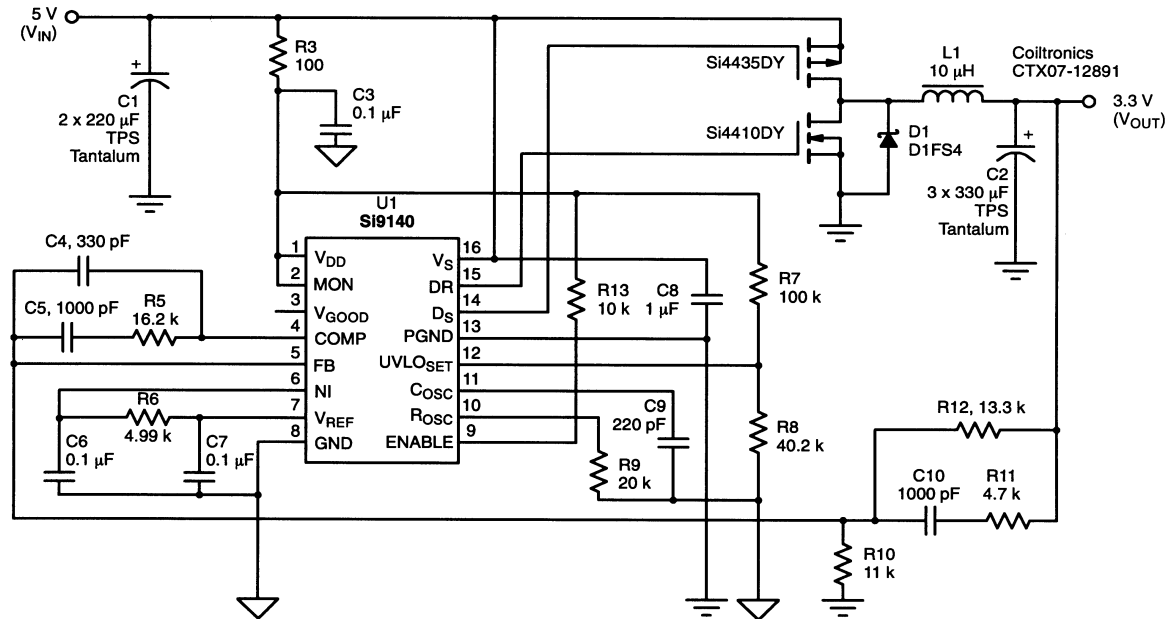 5 V
(VIN)
R3
100
C3
0.1 µF
+
C1
2 x 220 µF
TPS
Tantalum
Si4435DY
Si4410DY
L1
10 µH
Coiltronics
CTX07-12891
3.3 V
(VOUT)
D1
D1FS4
+
C2
3 x 330 µF
TPS
Tantalum
U1
Si9140
1 VDD
2 MON
3 VGOOD
4 COMP
5 FB
6 NI
7 VREF
8 GND
VS 16
DR 15
DS 14
PGND 13
UVLOSET 12
COSC 11
ROSC 10
ENABLE 9
C4, 330 pF
C5, 1000 pF
R5
16.2 k
R6
4.99 k
C6
0.1 µF
C7
0.1 µF
R13
10 k
C8
1 µF
R7
100 k
C9
220 pF
R9
20 k
R8
40.2 k
R12, 13.3 k
C10
1000 pF
R11
4.7 k
R10
11 k